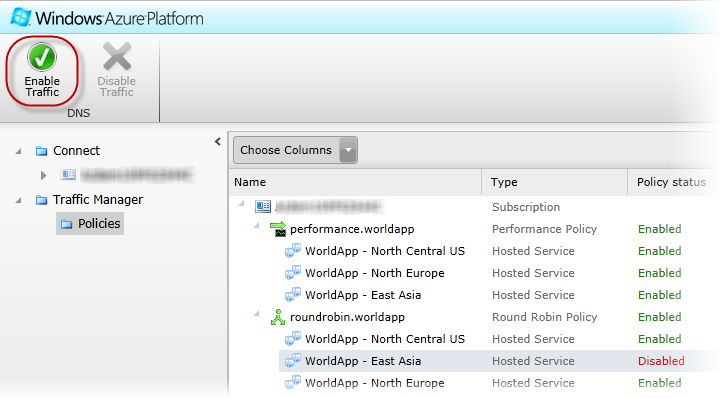 Windows Azure Platform
Enable Traffic
Disable Traffic
DNS
Connect
Traffic Manager
Policies
Choose Columns
Name Type Policy status
Subscription
performance.worldapp Performance Policy Enabled
WorldApp - North Central US Hosted Service Enabled
WorldApp - North Europe Hosted Service Enabled
WorldApp - East Asia Hosted Service Enabled
roundrobin.worldapp Round Robin Policy Enabled
WorldApp - North Central US Hosted Service Enabled
WorldApp - East Asia Hosted Service Disabled
WorldApp - North Europe Hosted Service Enabled